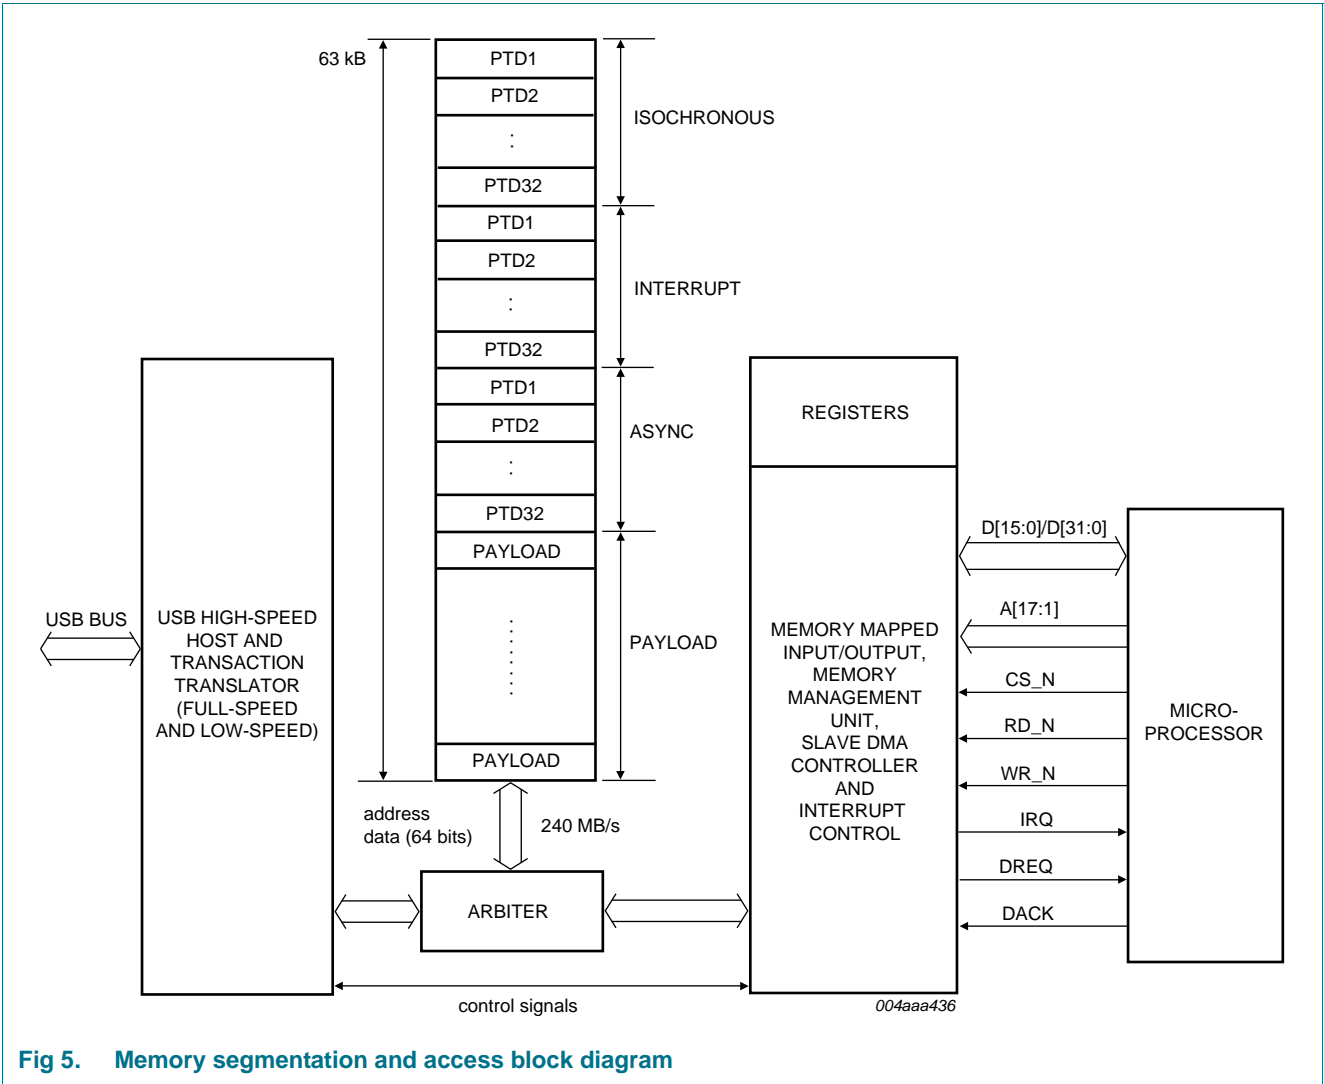 63 kB
PTD1
PTD2
PTD32
ISOCHRONOUS
PTD1
PTD2
PTD32
INTERRUPT
PTD1
PTD2
PTD32
ASYNC
PAYLOAD
PAYLOAD
PAYLOAD
USB BUS
USB HIGH-SPEED
HOST AND
TRANSACTION
TRANSLATOR
(FULL-SPEED
AND LOW-SPEED)
address
data (64 bits)
240 MB/s
ARBITER
control signals
REGISTERS
MEMORY MAPPED
INPUT/OUTPUT,
MEMORY
MANAGEMENT
UNIT,
SLAVE DMA
CONTROLLER
AND
INTERRUPT
CONTROL
D[15:0]/D[31:0]
A[17:1]
CS_N
RD_N
WR_N
IRQ
DREQ
DACK
MICRO-
PROCESSOR
004aaa436
Fig 5. Memory segmentation and access block diagram